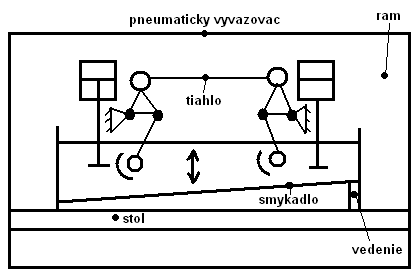 pneumaticky vyvazovac
ram
tiahlo
smykadlo
stol
vedenie